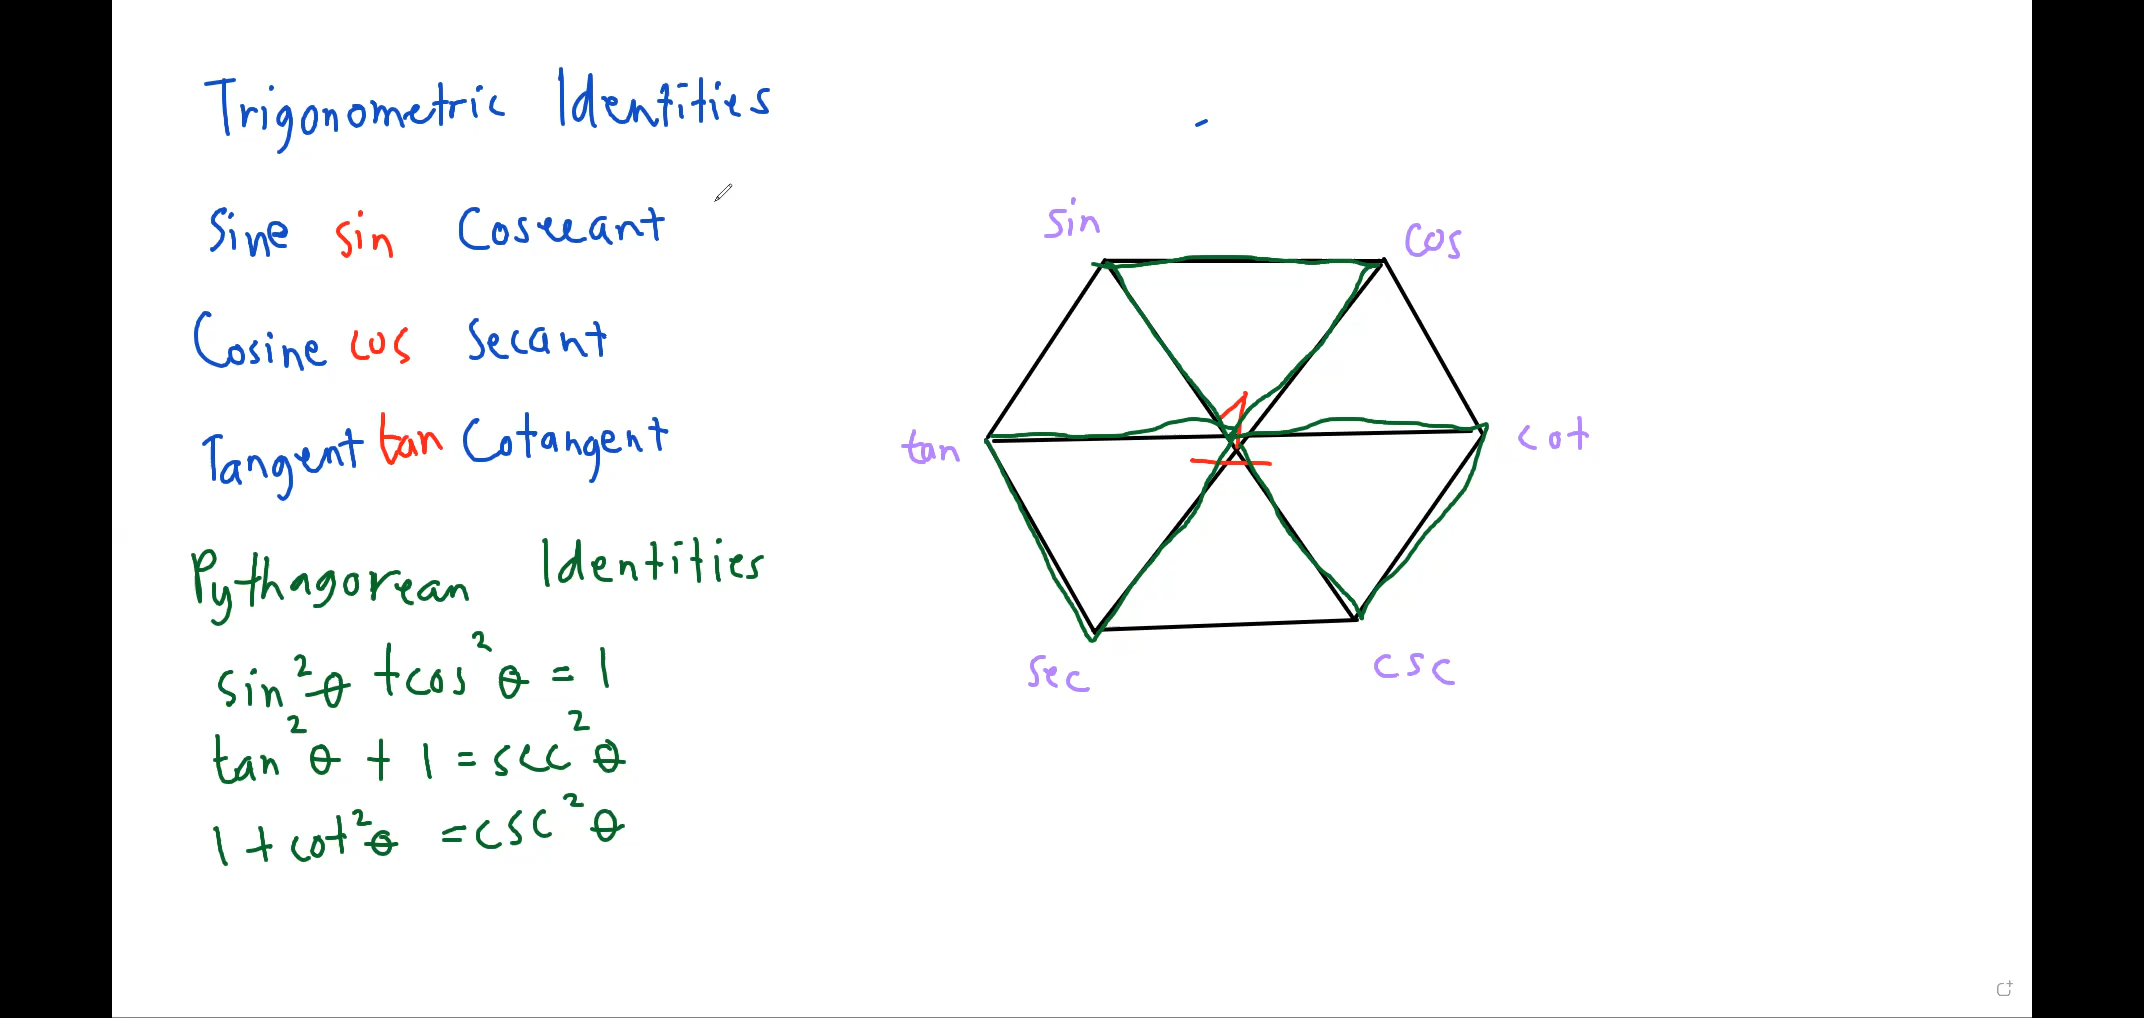 Trigonometric Identities
Sine sin Cosecant
Cosine cos Secant
Tangent tan Cotangent
Pythagorean Identities
sin²θ + cos²θ = 1
tan²θ + 1 = sec²θ
1 + cot²θ = csc²θ
sin cos
tan 1 cot
sec csc